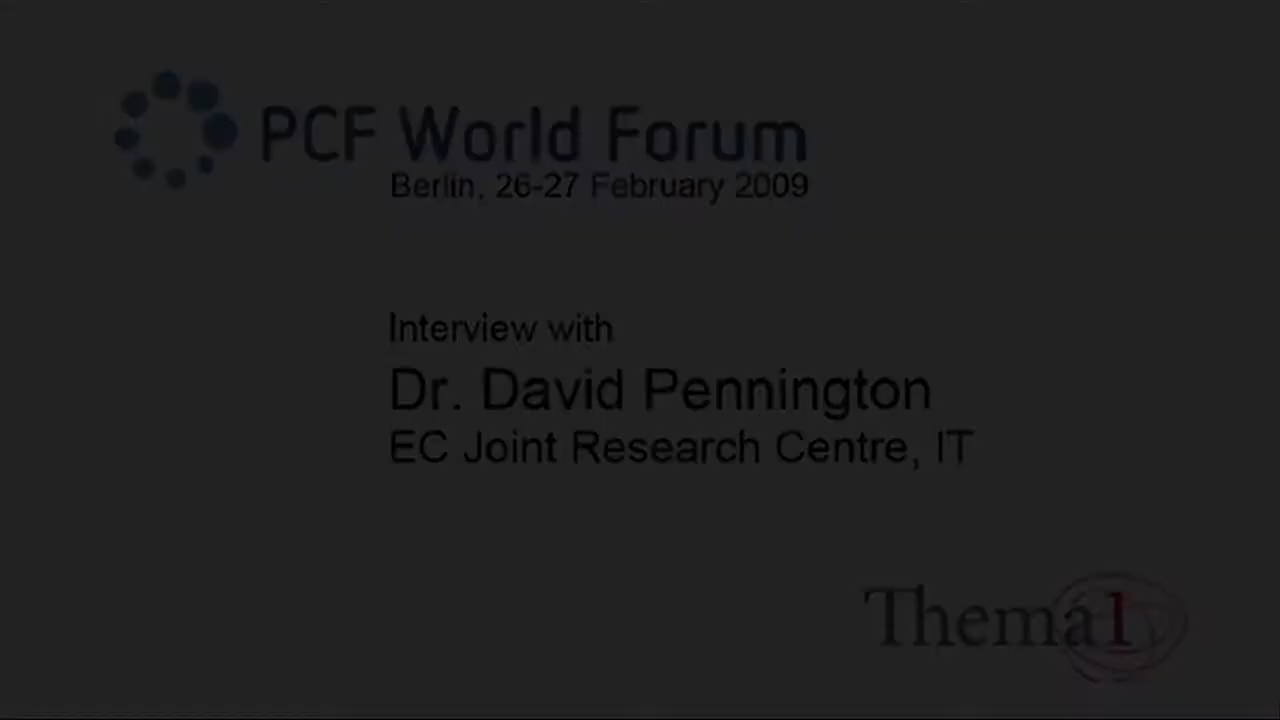 PCF World Forum
Berlin, 26-27 February 2009
Interview with
Dr. David Pennington
EC Joint Research Centre, IT
Thema1